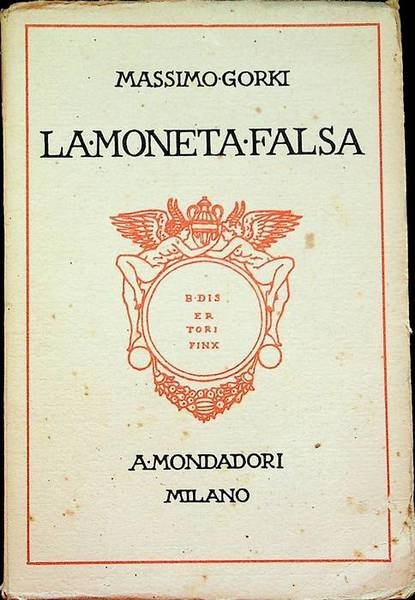 MASSIMO·GORKI
LA·MONETA·FALSA
B·DIS
ER
TORI
FINX
A·MONDADORI
MILANO